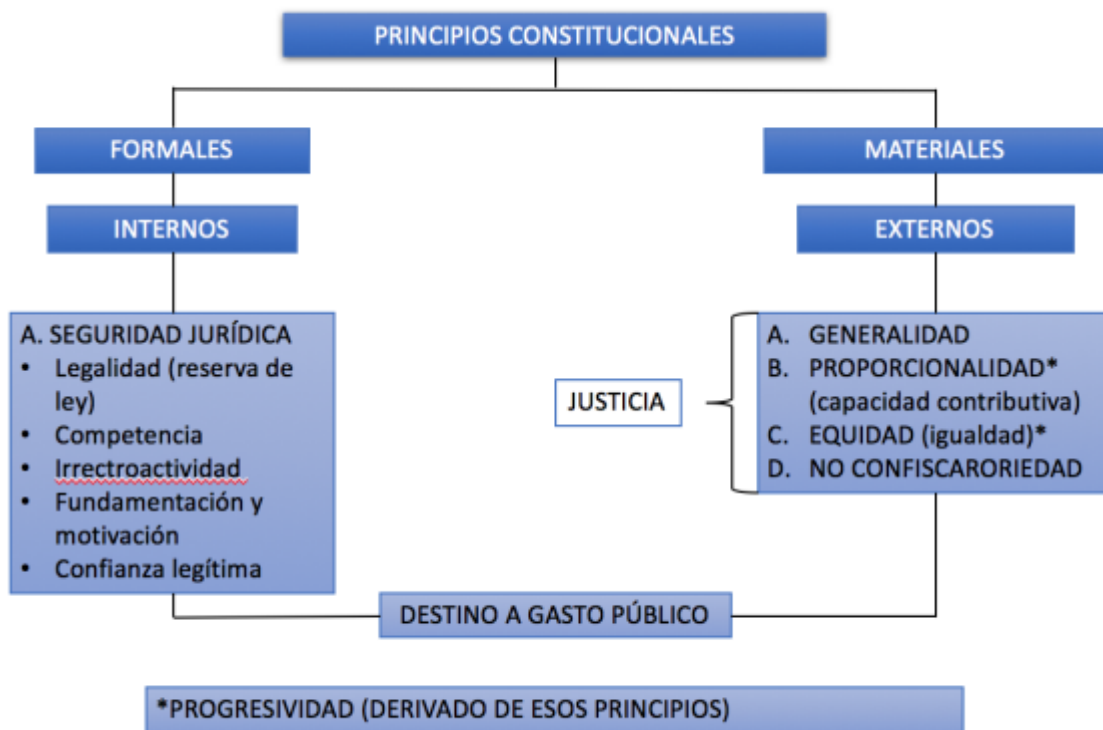 PRINCIPIOS CONSTITUCIONALES
FORMALES
MATERIALES
INTERNOS
EXTERNOS
A. SEGURIDAD JURÍDICA
• Legalidad (reserva de
ley)
• Competencia
• Irrectroactividad
• Fundamentación y
motivación
• Confianza legítima
JUSTICIA
A. GENERALIDAD
B. PROPORCIONALIDAD*
(capacidad contributiva)
C. EQUIDAD (igualdad)*
D. NO CONFISCARORIEDAD
DESTINO A GASTO PÚBLICO
*PROGRESIVIDAD (DERIVADO DE ESOS PRINCIPIOS)